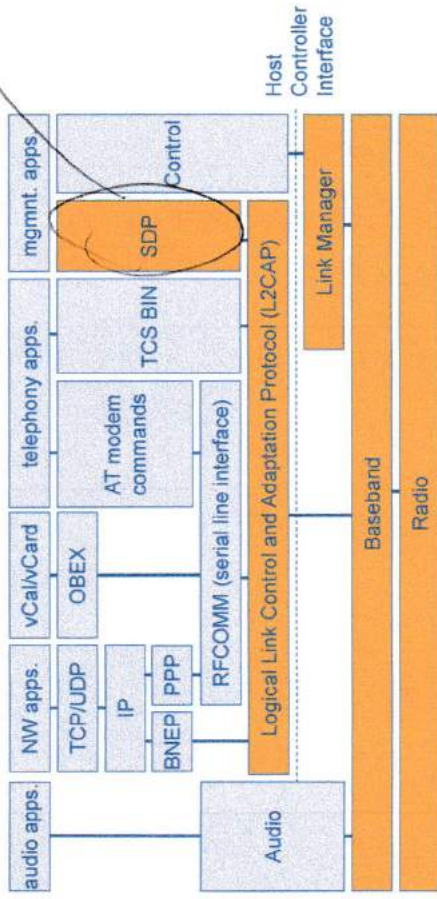 audio apps.
NW apps.
vCal/vCard
telephony apps.
mgmnt. apps
TCP/UDP
OBEX
AT modem
commands
TCS BIN
SDP
Control
IP
BNEP
PPP
RFCOMM (serial line interface)
Audio
Logical Link Control and Adaptation Protocol (L2CAP)
Host
Controller
Interface
Link Manager
Baseband
Radio